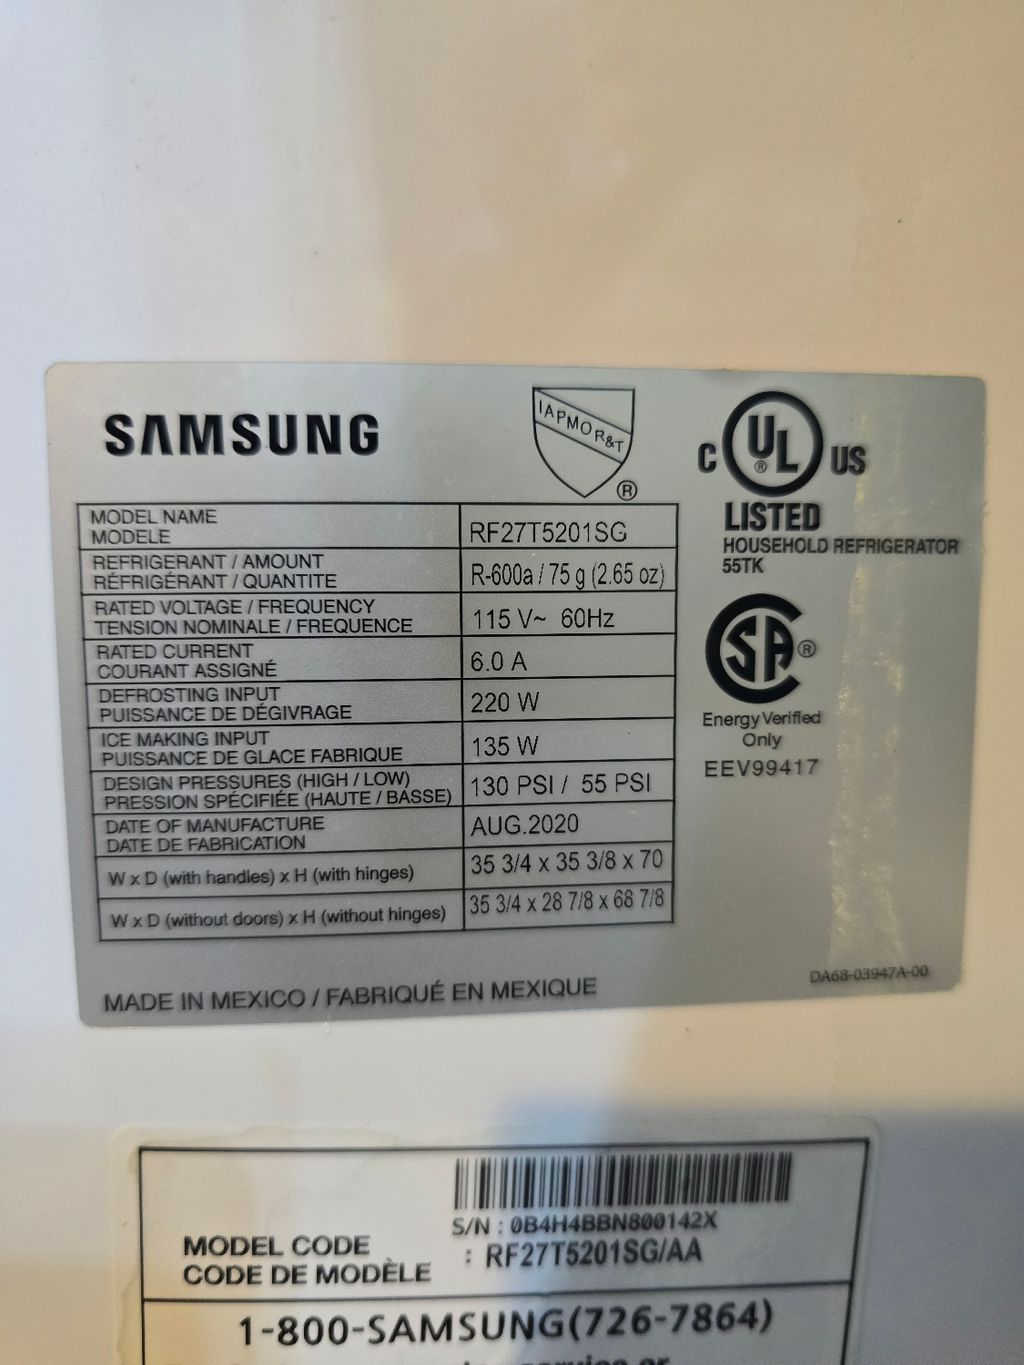 SAMSUNG
IAPMO R&T
®
C UL ® US
LISTED
HOUSEHOLD REFRIGERATOR
55TK
MODEL NAME
MODELE
RF27T5201SG
REFRIGERANT / AMOUNT
RÉFRIGÉRANT / QUANTITE
R-600a / 75 g (2.65 oz)
RATED VOLTAGE / FREQUENCY
TENSION NOMINALE / FREQUENCE
115 V~ 60Hz
RATED CURRENT
COURANT ASSIGNÉ
6.0 A
DEFROSTING INPUT
PUISSANCE DE DÉGIVRAGE
220 W
ICE MAKING INPUT
PUISSANCE DE GLACE FABRIQUE
135 W
DESIGN PRESSURES (HIGH / LOW)
PRESSION SPÉCIFIÉE (HAUTE / BASSE)
130 PSI / 55 PSI
DATE OF MANUFACTURE
DATE DE FABRICATION
AUG.2020
W x D (with handles) x H (with hinges)
35 3/4 x 35 3/8 x 70
W x D (without doors) x H (without hinges)
35 3/4 x 28 7/8 x 68 7/8
SA ®
Energy Verified
Only
EEV99417
DA68-03947A-00
MADE IN MEXICO / FABRIQUÉ EN MEXIQUE
S/N : 0B4H4BBN800142X
MODEL CODE
CODE DE MODÈLE
: RF27T5201SG/AA
1-800-SAMSUNG(726-7864)